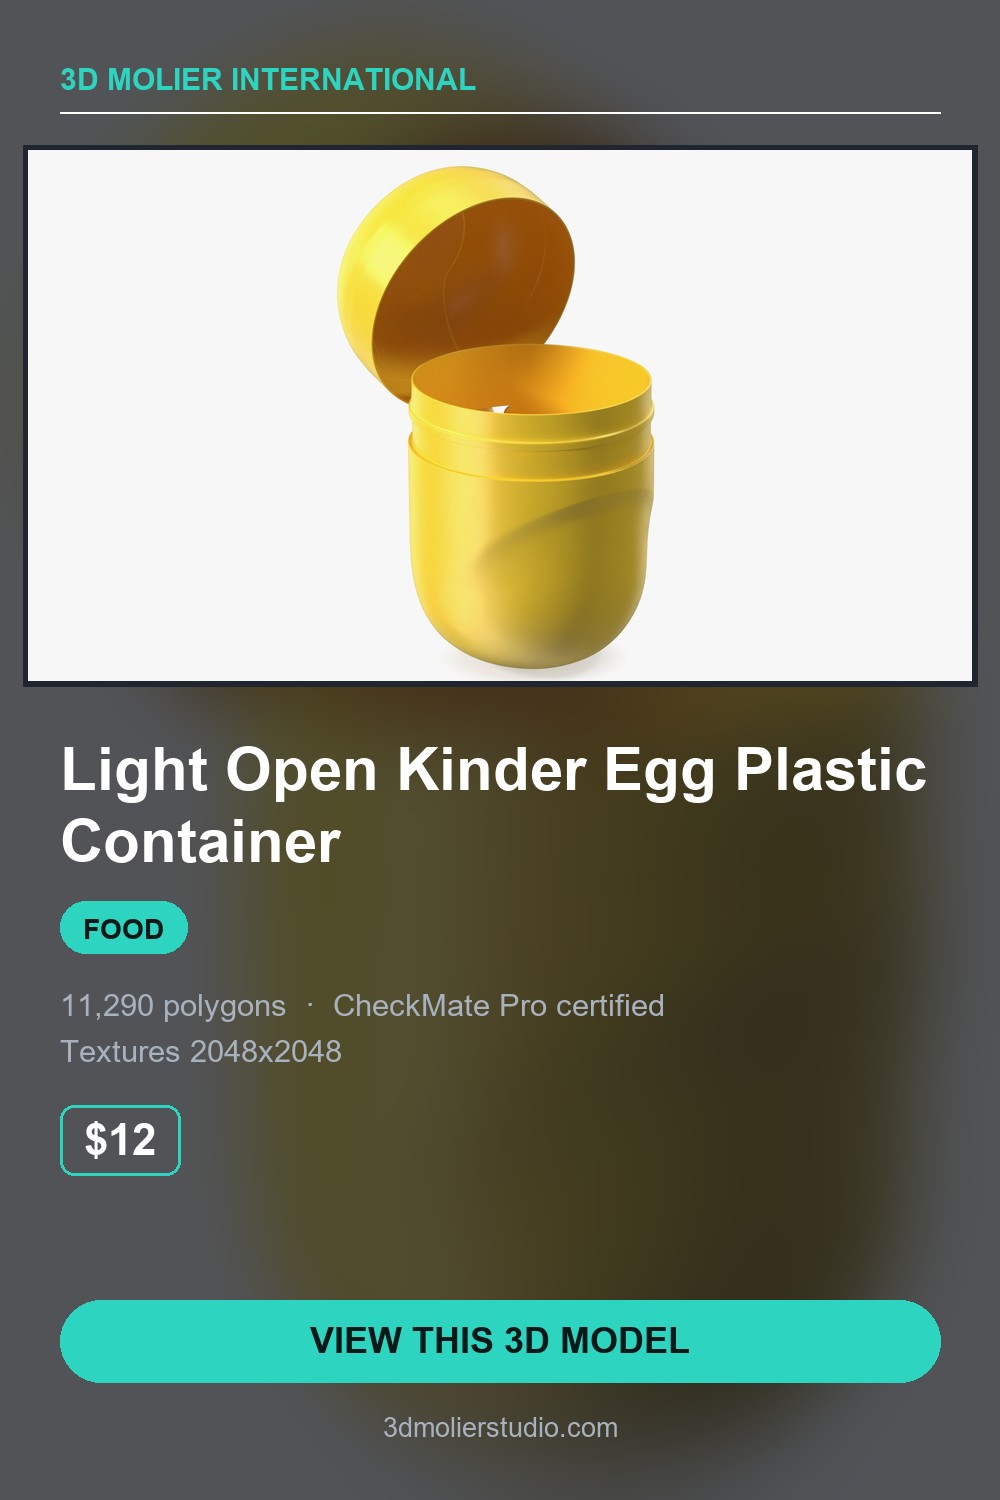 3D MOLIER INTERNATIONAL
Light Open Kinder Egg Plastic
Container
FOOD
11,290 polygons · CheckMate Pro certified
Textures 2048x2048
$12
VIEW THIS 3D MODEL
3dmolierstudio.com